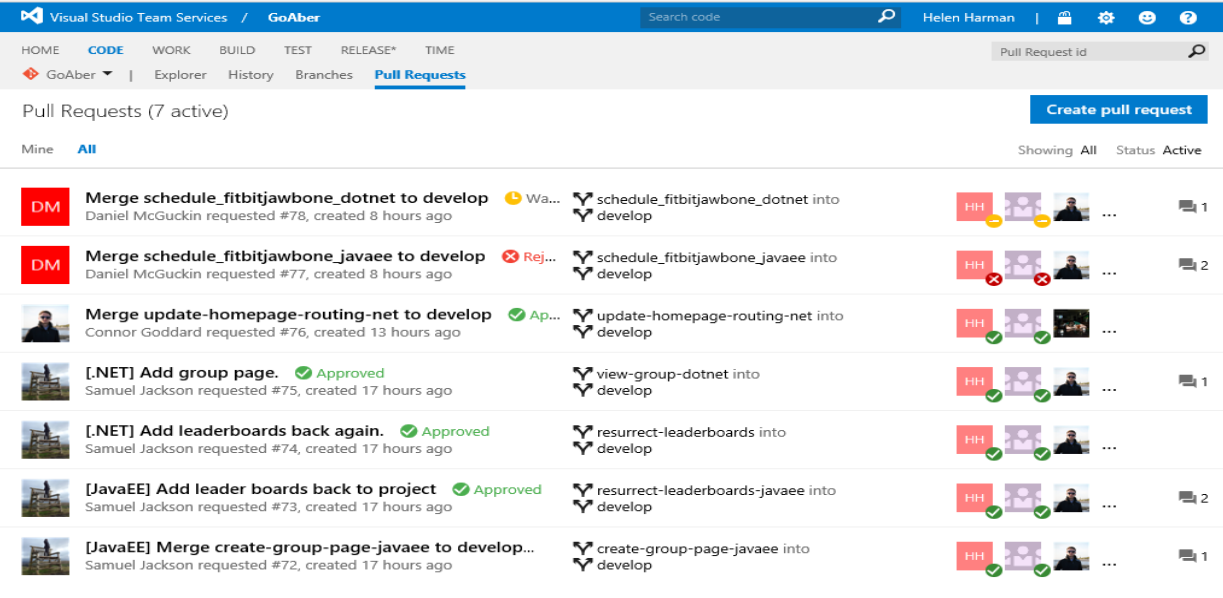 Visual Studio Team Services / GoAber Search code Helen Harman | ?
HOME CODE WORK BUILD TEST RELEASE* TIME Pull Request id
GoAber | Explorer History Branches Pull Requests
Pull Requests (7 active) Create pull request
Mine All Showing All Status Active
DM Merge schedule_fitbitjawbone_dotnet to develop Wa... schedule_fitbitjawbone_dotnet into HH ... 1
Daniel McGuckin requested #78, created 8 hours ago develop
DM Merge schedule_fitbitjawbone_javaee to develop Rej... schedule_fitbitjawbone_javaee into HH ... 2
Daniel McGuckin requested #77, created 8 hours ago develop
Merge update-homepage-routing-net to develop Ap... update-homepage-routing-net into HH ...
Connor Goddard requested #76, created 13 hours ago develop
[.NET] Add group page. Approved view-group-dotnet into HH ... 1
Samuel Jackson requested #75, created 17 hours ago develop
[.NET] Add leaderboards back again. Approved resurrect-leaderboards into HH ...
Samuel Jackson requested #74, created 17 hours ago develop
[JavaEE] Add leader boards back to project Approved resurrect-leaderboards-javaee into HH ... 2
Samuel Jackson requested #73, created 17 hours ago develop
[JavaEE] Merge create-group-page-javaee to develop... create-group-page-javaee into HH ... 1
Samuel Jackson requested #72, created 17 hours ago develop